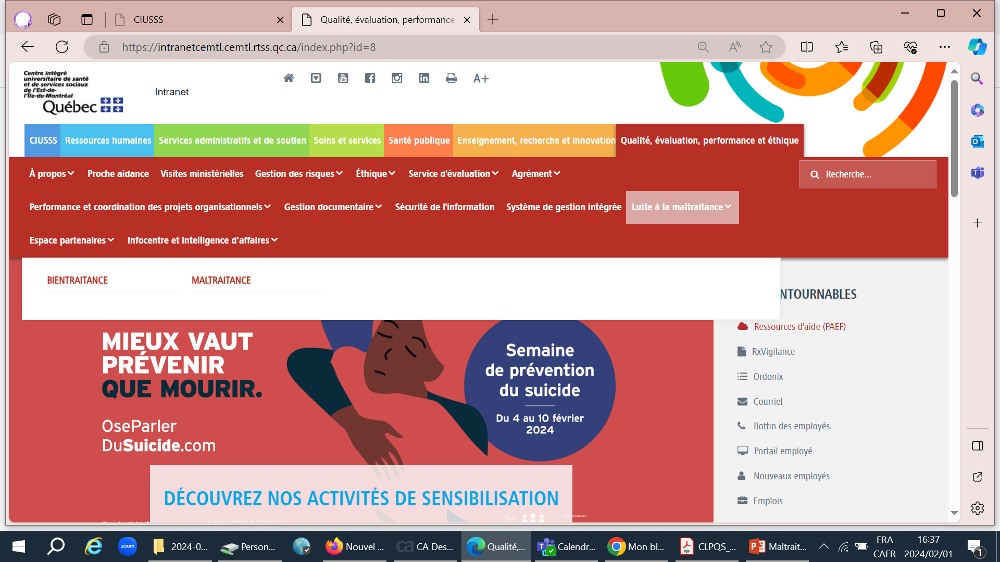 CIUSSS
Qualité, évaluation, performance
https://intranetcemtl.cemtl.rtss.qc.ca/index.php?id=8
Centre intégré
universitaire de santé
et de services sociaux
de l'Est-de-
l'Île-de-Montréal
Québec
Intranet
You Tube
A+
CIUSSS
Ressources humaines
Services administratifs et de soutien
Soins et services
Santé publique
Enseignement, recherche et innovation
Qualité, évaluation, performance et éthique
À propos
Proche aidance
Visites ministérielles
Gestion des risques
Éthique
Service d'évaluation
Agrément
Recherche...
Performance et coordination des projets organisationnels
Gestion documentaire
Sécurité de l'information
Système de gestion intégrée
Lutte à la maltraitance
Espace partenaires
Infocentre et intelligence d’affaires
BIENTRAITANCE
MALTRAITANCE
NTOURNABLES
Ressources d'aide (PAEF)
RxVigilance
Ordonix
Courriel
Bottin des employés
Portail employé
Nouveaux employés
Emplois
MIEUX VAUT
PRÉVENIR
QUE MOURIR.
OseParler
DuSuicide.com
Semaine
de prévention
du suicide
Du 4 au 10 février
2024
DÉCOUVREZ NOS ACTIVITÉS DE SENSIBILISATION
zoom
2024-0...
Person...
Nouvel ...
CA Des...
Qualité,...
Calendr...
Mon bl...
CLPQS_...
Maltrait...
FRA
CAFR
16:37
2024/02/01
1